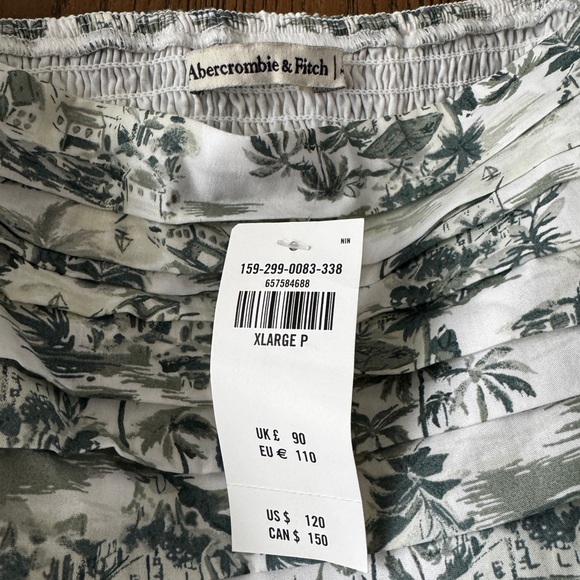 Abercrombie & Fitch
NIN
159-299-0083-338
657584688
XLARGE P
UK £ 90
EU € 110
US $ 120
CAN $ 150